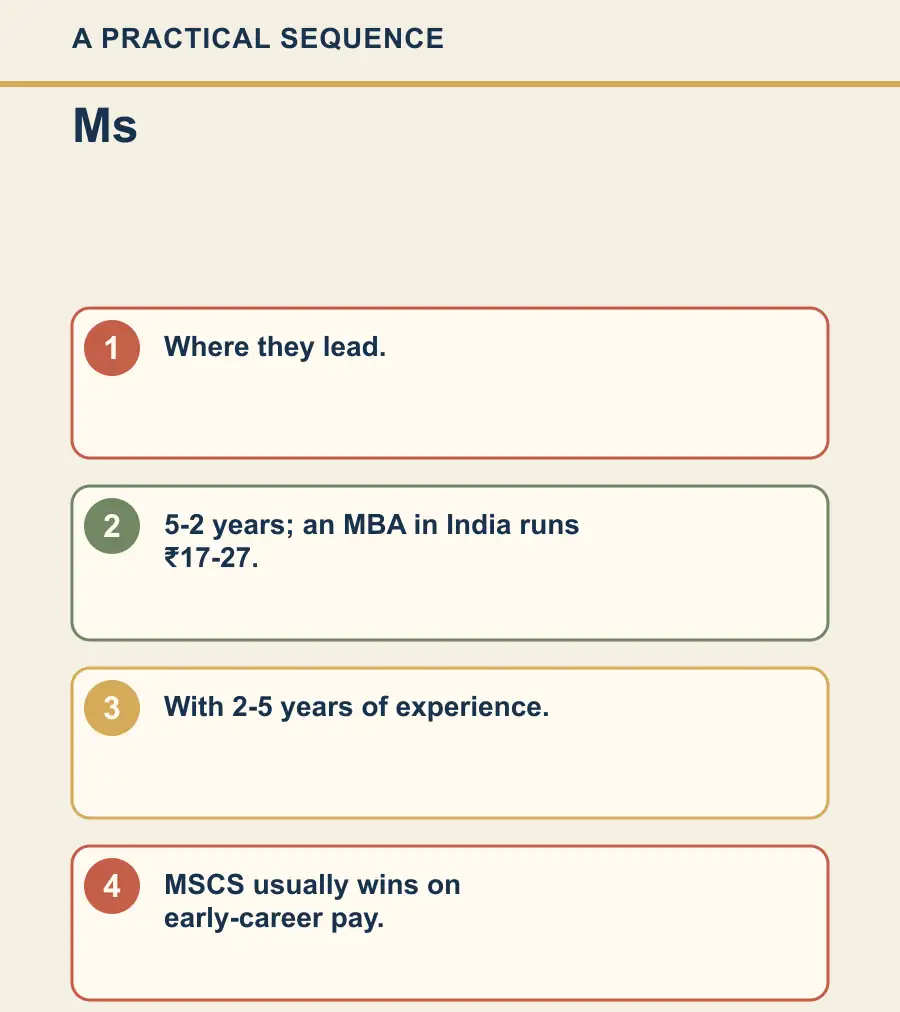 A PRACTICAL SEQUENCE
Ms
1
Where they lead.
2
5-2 years; an MBA in India runs
₹17-27.
3
With 2-5 years of experience.
4
MSCS usually wins on
early-career pay.